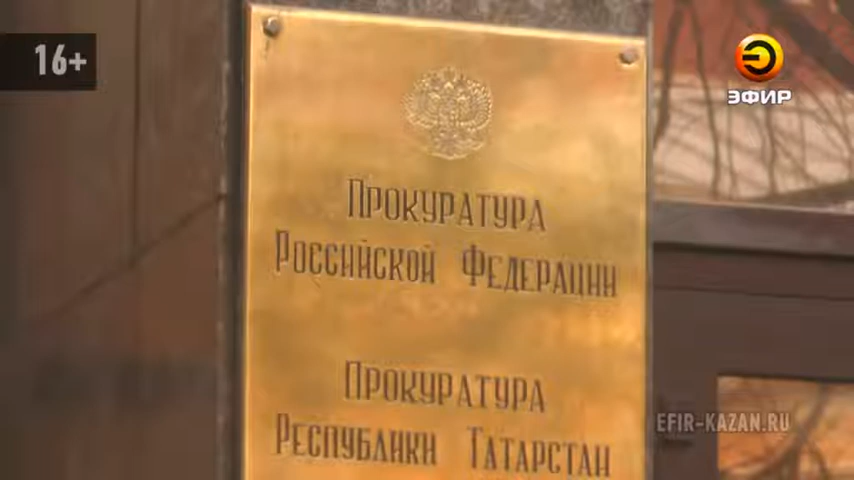 16+
ЭФИР
Прокуратура
Российской Федерации
Прокуратура
Республики Татарстан
EFIR-KAZAN.RU